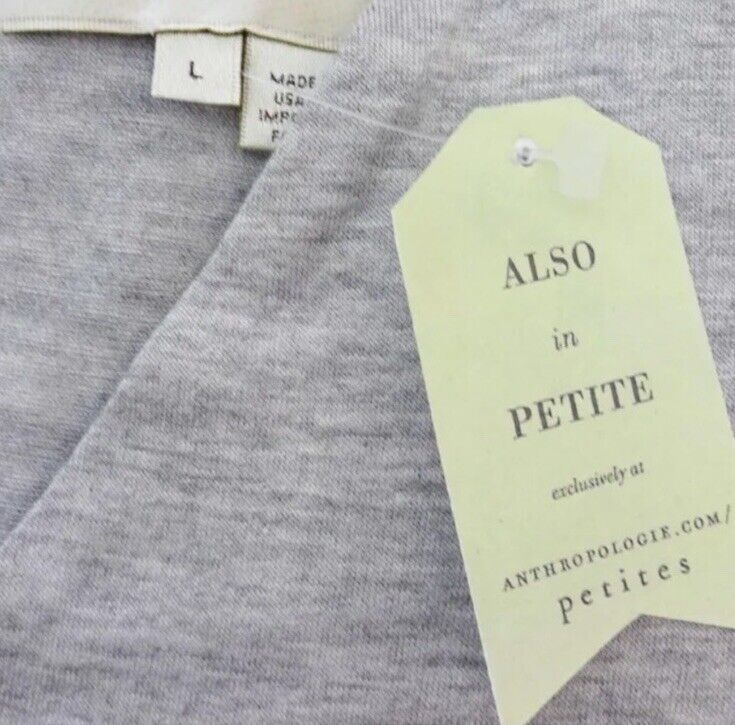 L
MADE
USA
ALSO
in
PETITE
exclusively at
ANTHROPOLOGIE.COM/
petites